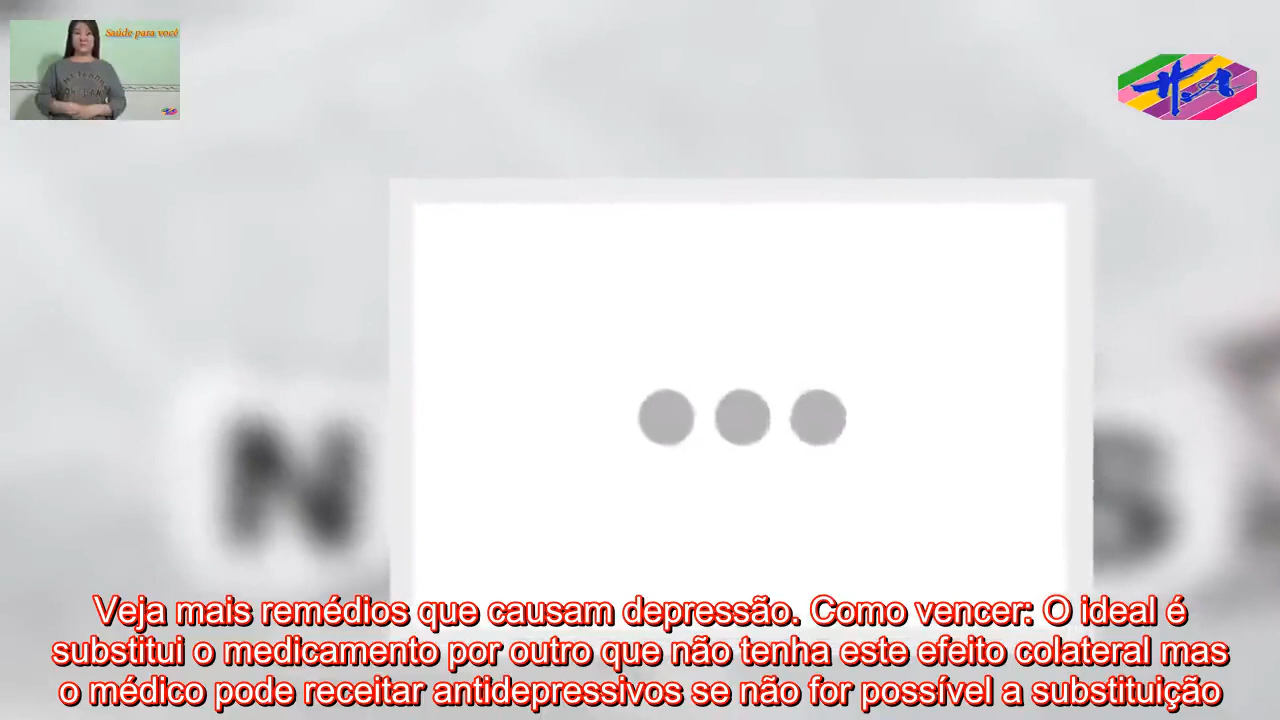 Saúde para você
HA
N
S
Veja mais remédios que causam depressão. Como vencer: O ideal é
substitui o medicamento por outro que não tenha este efeito colateral mas
o médico pode receitar antidepressivos se não for possível a substituição